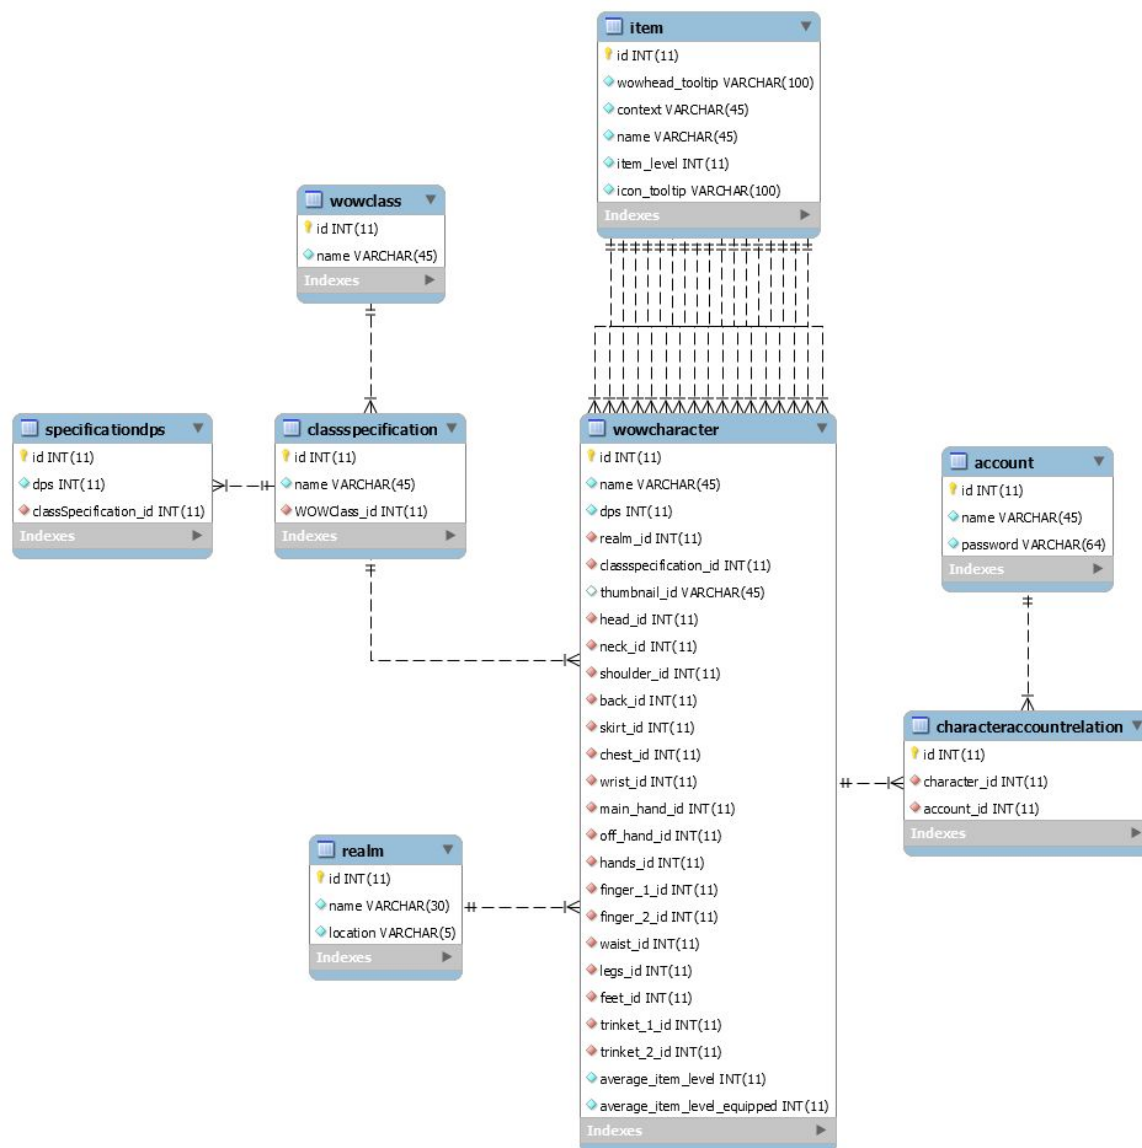 item
id INT(11)
wowhead_tooltip VARCHAR(100)
context VARCHAR(45)
name VARCHAR(45)
item_level INT(11)
icon_tooltip VARCHAR(100)
Indexes
wowclass
id INT(11)
name VARCHAR(45)
Indexes
specificationdps
id INT(11)
dps INT(11)
classSpecification_id INT(11)
Indexes
classspecification
id INT(11)
name VARCHAR(45)
WOWClass_id INT(11)
Indexes
wowcharacter
id INT(11)
name VARCHAR(45)
dps INT(11)
realm_id INT(11)
classspecification_id INT(11)
thumbnail_id VARCHAR(45)
head_id INT(11)
neck_id INT(11)
shoulder_id INT(11)
back_id INT(11)
skirt_id INT(11)
chest_id INT(11)
wrist_id INT(11)
main_hand_id INT(11)
off_hand_id INT(11)
hands_id INT(11)
finger_1_id INT(11)
finger_2_id INT(11)
waist_id INT(11)
legs_id INT(11)
feet_id INT(11)
trinket_1_id INT(11)
trinket_2_id INT(11)
average_item_level INT(11)
average_item_level_equipped INT(11)
Indexes
account
id INT(11)
name VARCHAR(45)
password VARCHAR(64)
Indexes
characteraccountrelation
id INT(11)
character_id INT(11)
account_id INT(11)
Indexes
realm
id INT(11)
name VARCHAR(30)
location VARCHAR(5)
Indexes